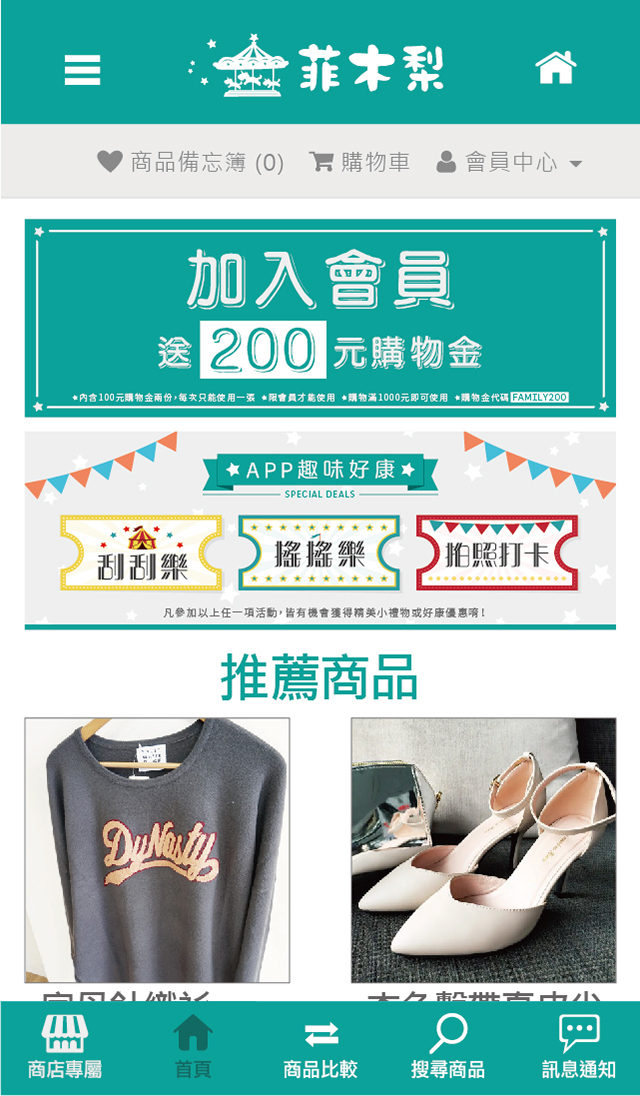 菲木梨
商品備忘簿 (0) 購物車 會員中心
加入會員
送 200 元購物金
★內含100元購物金兩份，每次只能使用一張 ★限會員才能使用 ★購物滿1000元即可使用 ★購物金代碼 FAMILY200
★APP趣味好康★
SPECIAL DEALS
刮刮樂 搖搖樂 拍照打卡
凡參加以上任一項活動，皆有機會獲得精美小禮物或好康優惠唷！
推薦商品
DyNasty
字母針織衫
商店專屬 首頁 商品比較 搜尋商品 訊息通知